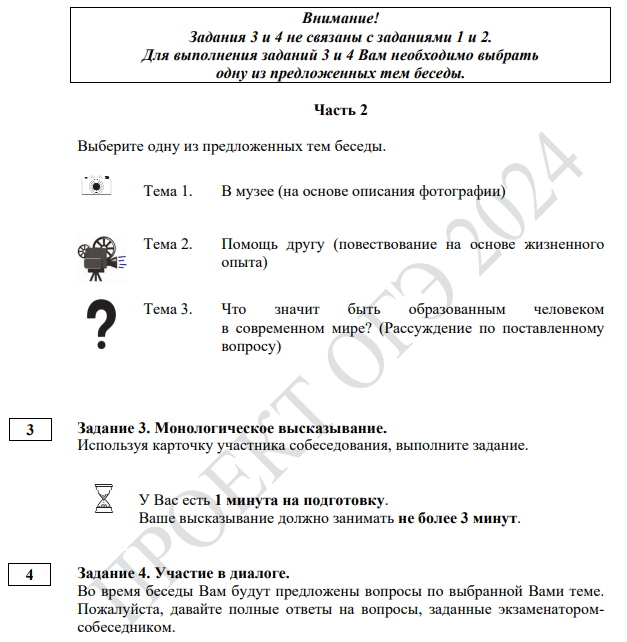 Внимание!
Задания 3 и 4 не связаны с заданиями 1 и 2.
Для выполнения заданий 3 и 4 Вам необходимо выбрать
одну из предложенных тем беседы.
Часть 2
Выберите одну из предложенных тем беседы.
Тема 1. В музее (на основе описания фотографии)
Тема 2. Помощь другу (повествование на основе жизненного
опыта)
Тема 3. Что значит быть образованным человеком
в современном мире? (Рассуждение по поставленному
вопросу)
3 Задание 3. Монологическое высказывание.
Используя карточку участника собеседования, выполните задание.
У Вас есть 1 минута на подготовку.
Ваше высказывание должно занимать не более 3 минут.
4 Задание 4. Участие в диалоге.
Во время беседы Вам будут предложены вопросы по выбранной Вами теме.
Пожалуйста, давайте полные ответы на вопросы, заданные экзаменатором-
собеседником.
ПРОЕКТ ОГЭ 2024